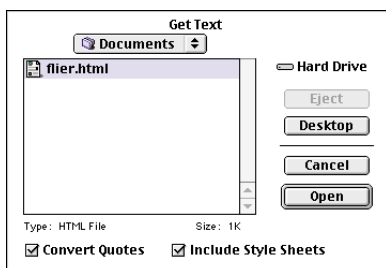 Get Text
Documents
flier.html
Hard Drive
Eject
Desktop
Cancel
Open
Type: HTML File Size: 1K
Convert Quotes Include Style Sheets